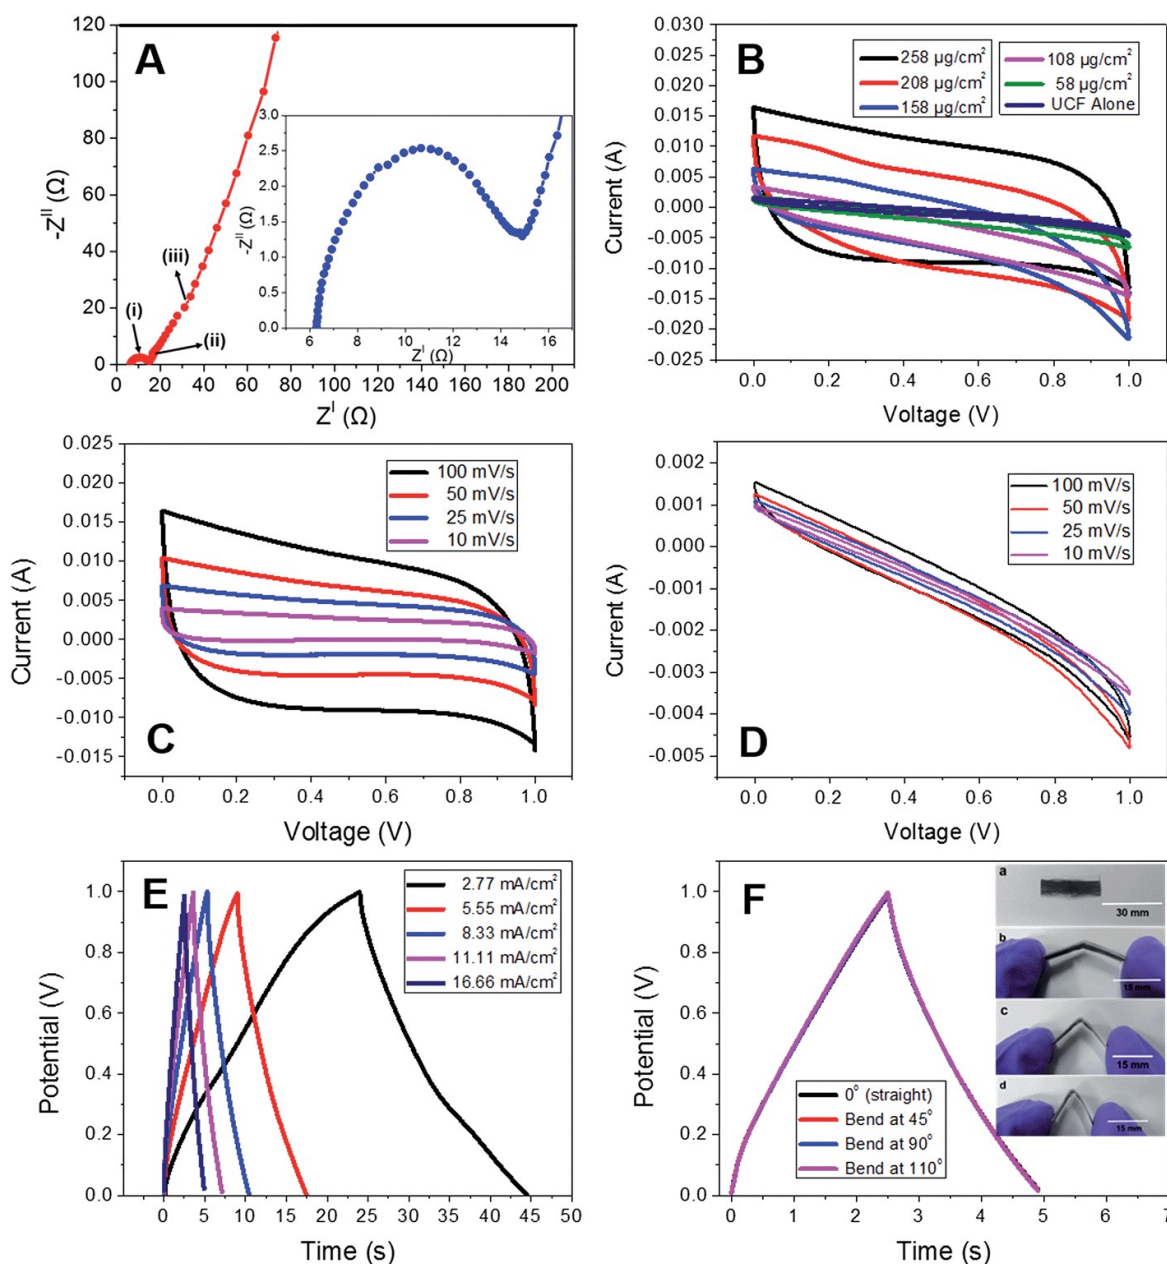 A
-Zᴵᴵ (Ω)
120
100
80
60
40
20
0
(i)
(ii)
(iii)
3.0
2.5
2.0
1.5
1.0
0.5
0.0
-Zᴵᴵ (Ω)
6 8 10 12 14 16
Zᴵ (Ω)
0 20 40 60 80 100 120 140 160 180 200
Zᴵ (Ω)
B
Current (A)
0.030
0.025
0.020
0.015
0.010
0.005
0.000
-0.005
-0.010
-0.015
-0.020
-0.025
258 µg/cm²
208 µg/cm²
158 µg/cm²
108 µg/cm²
58 µg/cm²
UCF Alone
0.0 0.2 0.4 0.6 0.8 1.0
Voltage (V)
C
Current (A)
0.025
0.020
0.015
0.010
0.005
0.000
-0.005
-0.010
-0.015
100 mV/s
50 mV/s
25 mV/s
10 mV/s
0.0 0.2 0.4 0.6 0.8 1.0
Voltage (V)
D
Current (A)
0.002
0.001
0.000
-0.001
-0.002
-0.003
-0.004
-0.005
100 mV/s
50 mV/s
25 mV/s
10 mV/s
0.0 0.2 0.4 0.6 0.8 1.0
Voltage (V)
E
Potential (V)
1.0
0.8
0.6
0.4
0.2
0.0
2.77 mA/cm²
5.55 mA/cm²
8.33 mA/cm²
11.11 mA/cm²
16.66 mA/cm²
0 5 10 15 20 25 30 35 40 45 50
Time (s)
F
Potential (V)
1.0
0.8
0.6
0.4
0.2
0.0
0⁰ (straight)
Bend at 45⁰
Bend at 90⁰
Bend at 110⁰
a
30 mm
b
15 mm
c
15 mm
d
15 mm
0 1 2 3 4 5 6 7
Time (s)